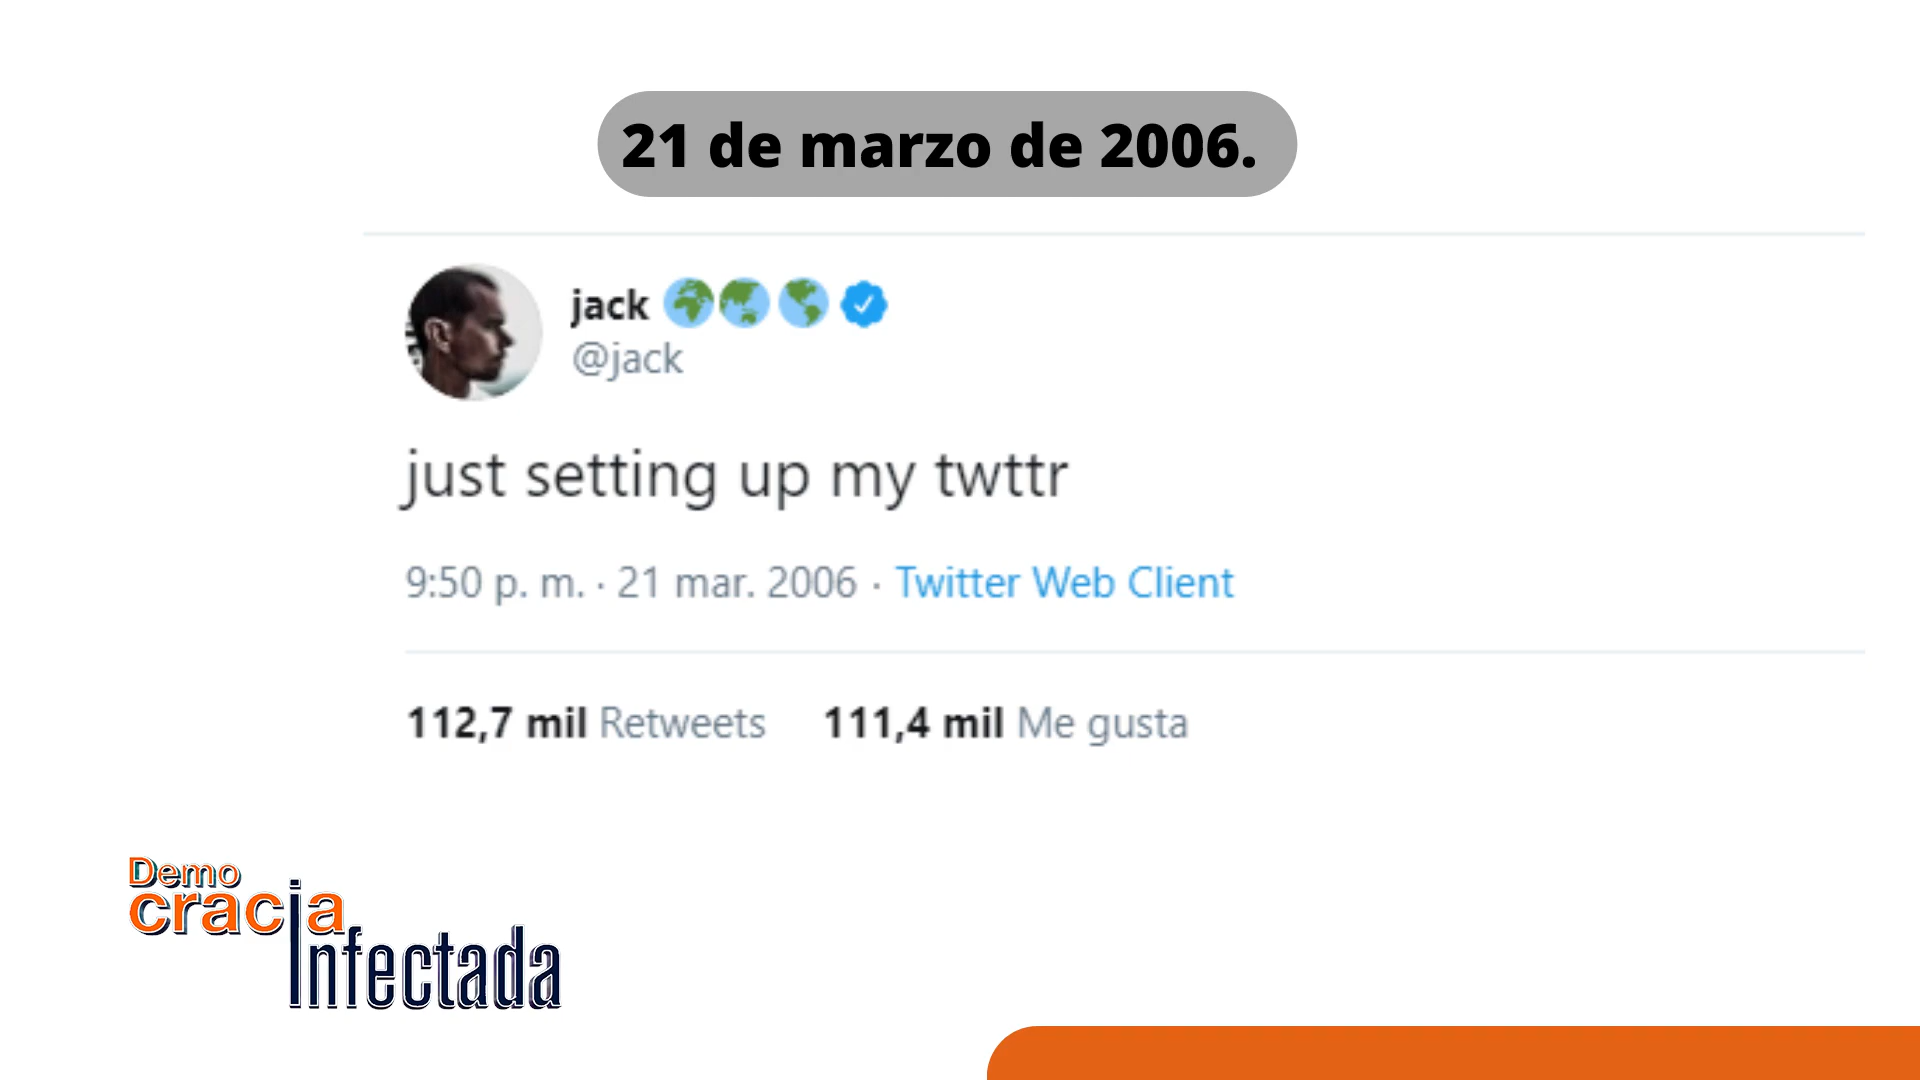 21 de marzo de 2006.
jack
@jack
just setting up my twttr
9:50 p. m. · 21 mar. 2006 · Twitter Web Client
112,7 mil Retweets 111,4 mil Me gusta
Demo
cracia
Infectada